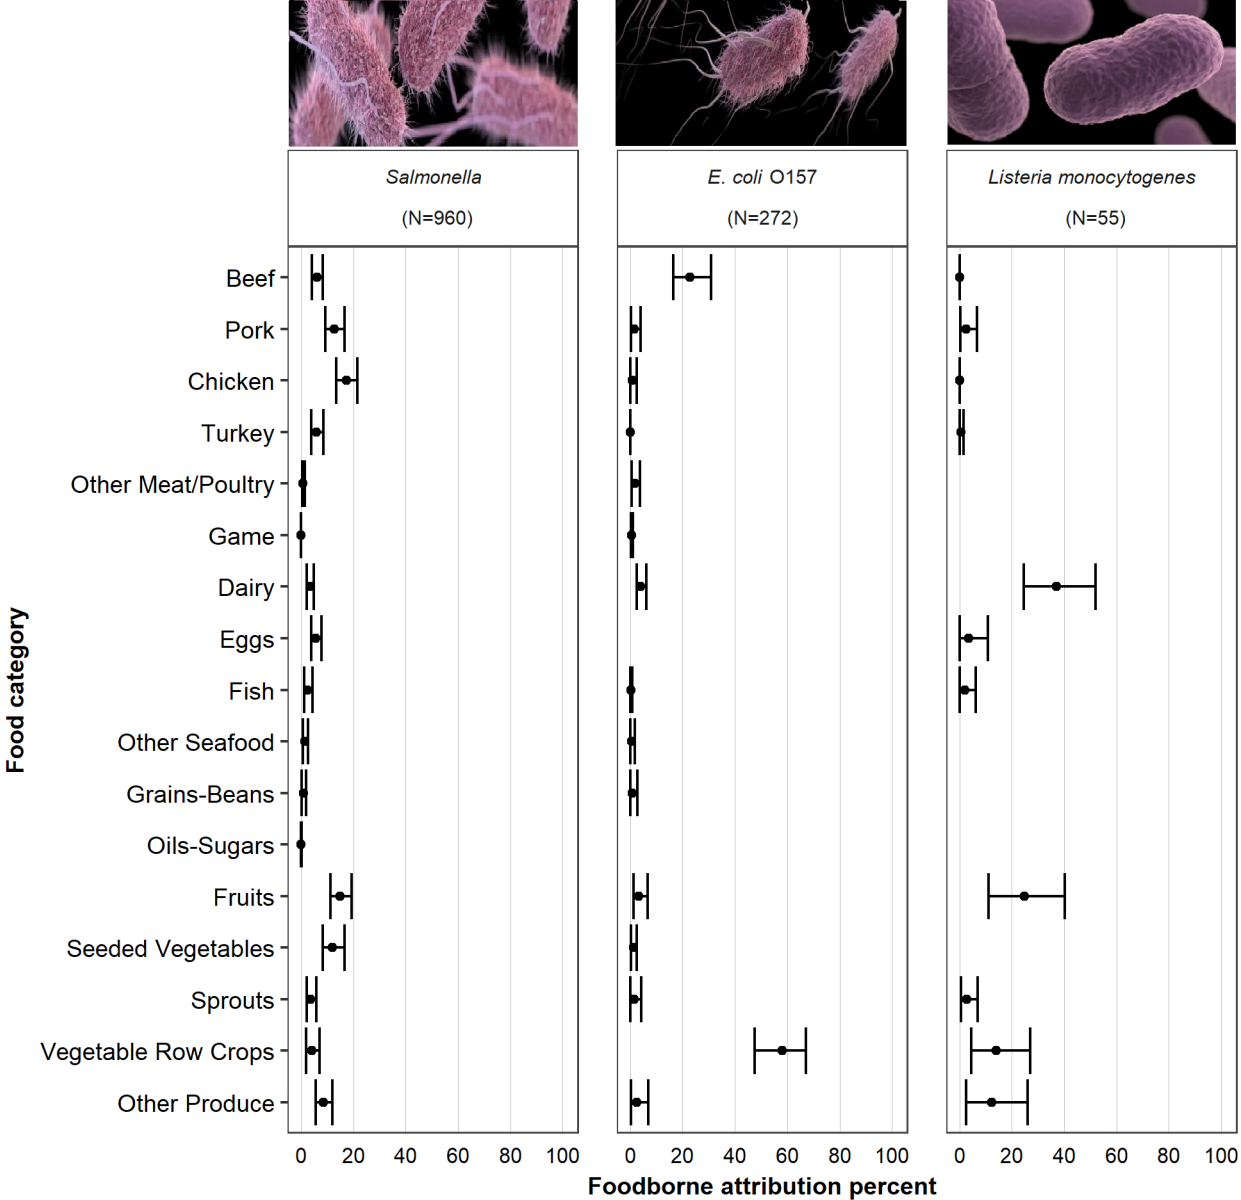 Salmonella
(N=960)
E. coli O157
(N=272)
Listeria monocytogenes
(N=55)
Food category
Beef
Pork
Chicken
Turkey
Other Meat/Poultry
Game
Dairy
Eggs
Fish
Other Seafood
Grains-Beans
Oils-Sugars
Fruits
Seeded Vegetables
Sprouts
Vegetable Row Crops
Other Produce
0 20 40 60 80 100
0 20 40 60 80 100
0 20 40 60 80 100
Foodborne attribution percent